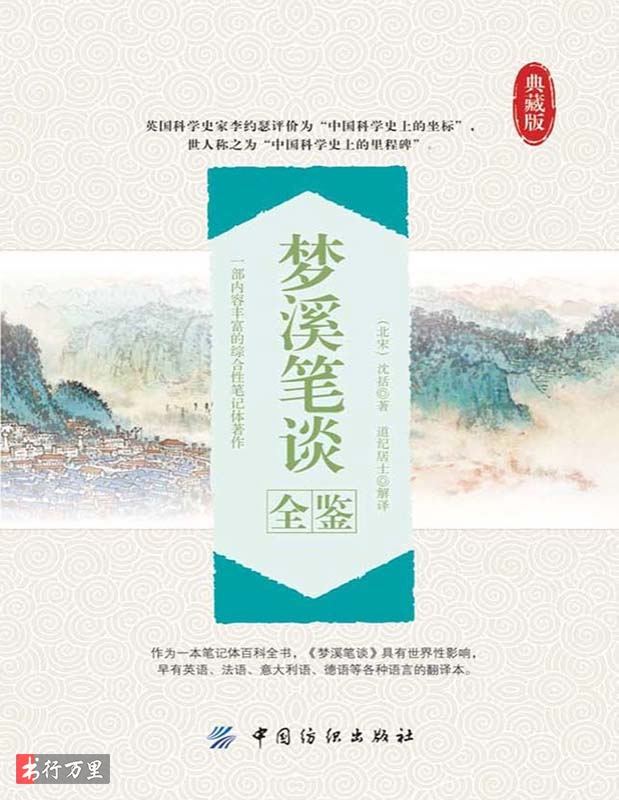 典藏版
英国科学史家李约瑟评价为“中国科学史上的坐标”，
世人称之为“中国科学史上的里程碑”。
梦溪笔谈
全鉴
一部内容丰富的综合性笔记体著作
（北宋）沈括◎著 道纪居士◎解译
作为一本笔记体百科全书，《梦溪笔谈》具有世界性影响，
早有英语、法语、意大利语、德语等各种语言的翻译本。
中国纺织出版社
书行万里